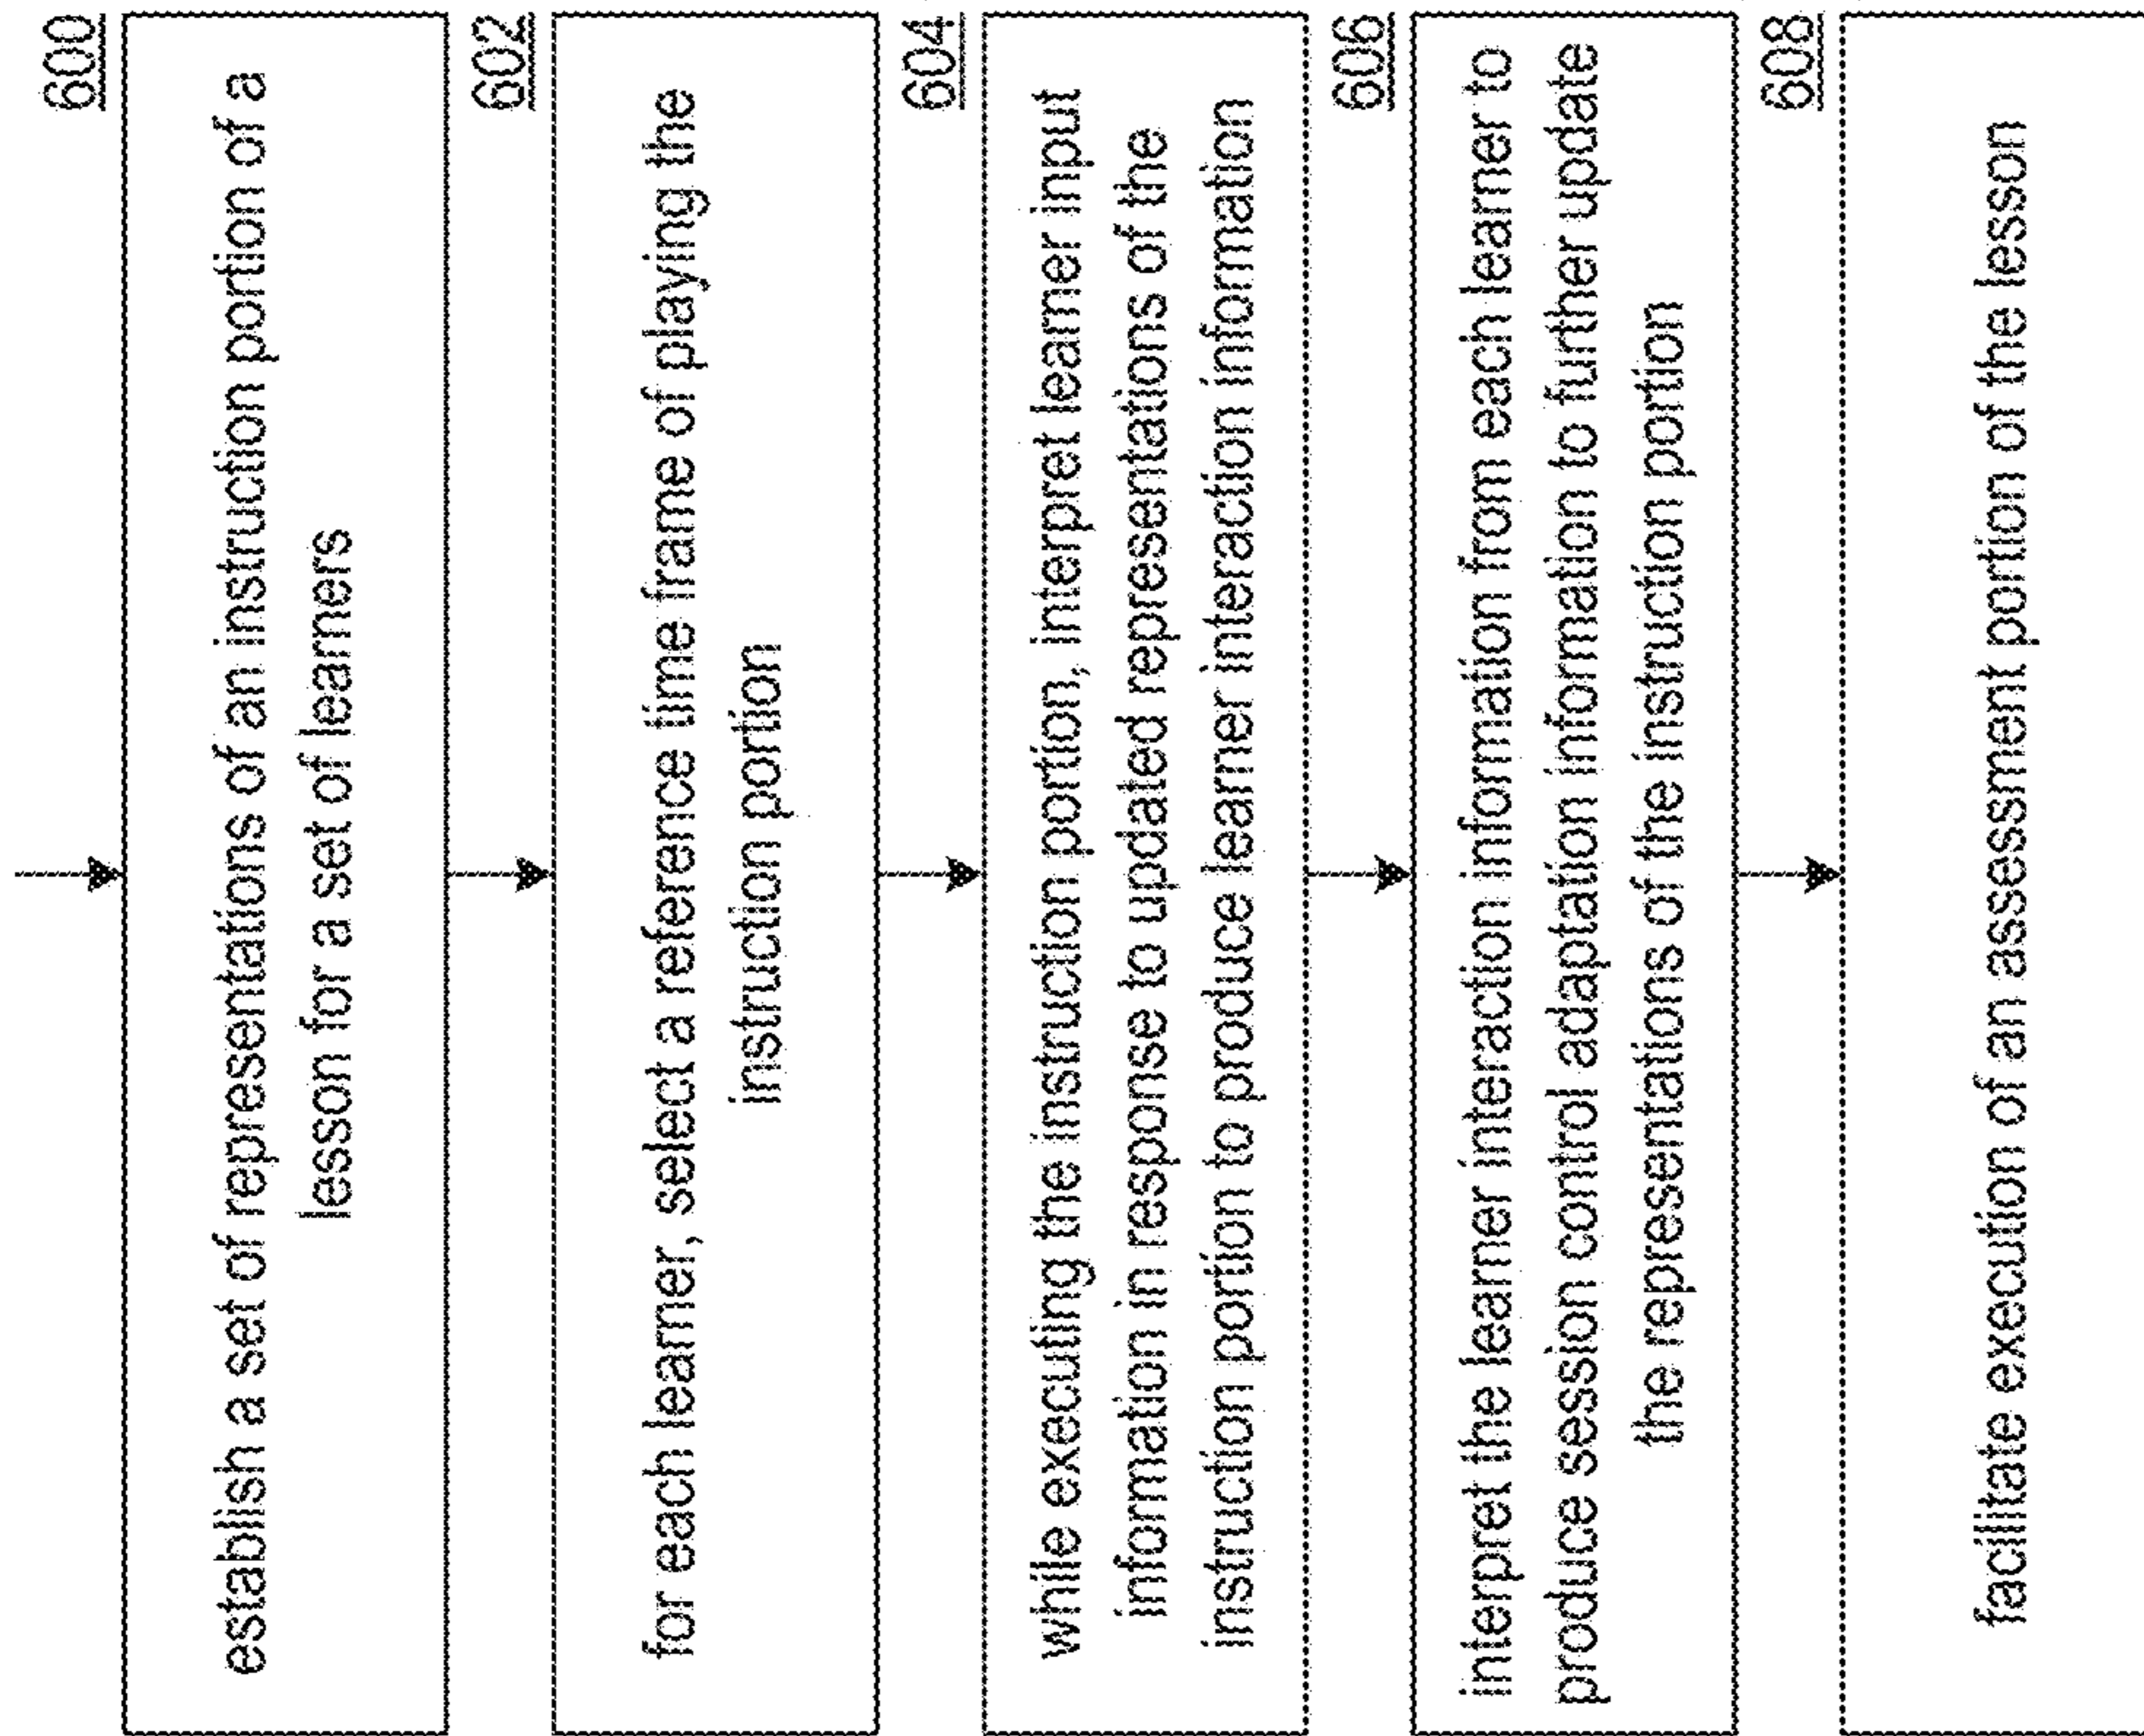 600
establish a set of representations of an instruction portion of a
lesson for a set of learners
602
for each learner, select a reference time frame of playing the
instruction portion
604
while executing the instruction portion, interpret learner input
information in response to updated representations of the
instruction portion to produce learner interaction information
606
interpret the learner interaction information from each learner to
produce session control adaptation information to further update
the representations of the instruction portion
608
facilitate execution of an assessment portion of the lesson